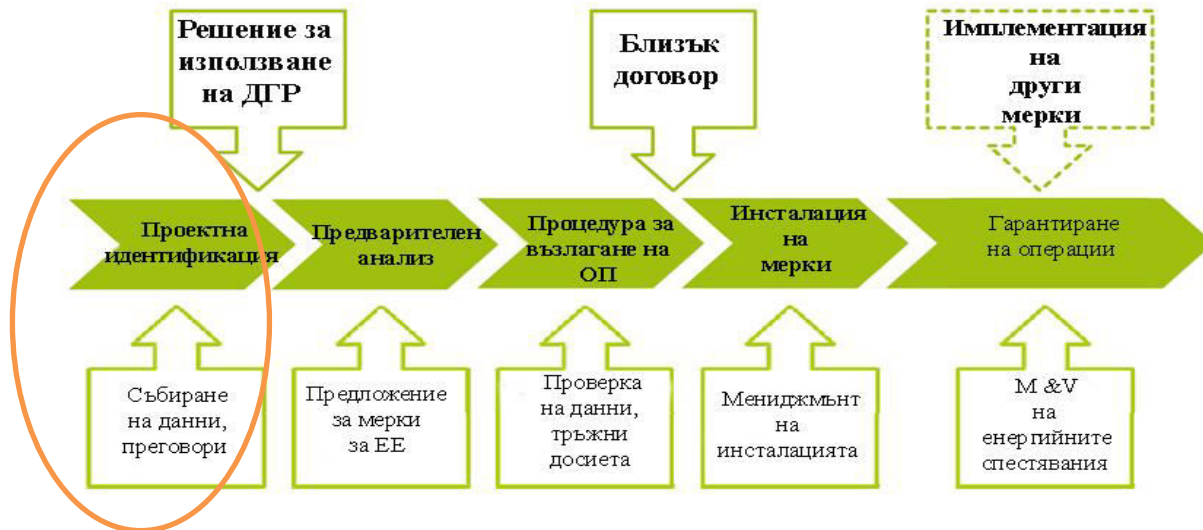 Решение за
използване
на ДГР
Близък
договор
Имплементация
на
други
мерки
Проектна
идентификация
Предварителен
анализ
Процедура за
възлагане на
ОП
Инсталация
на
мерки
Гарантиране
на операции
Събиране
на данни,
преговори
Предложение
за мерки
за ЕЕ
Проверка
на данни,
тръжни
досиета
Мениджмънт
на
инсталацията
M &V
на
енергийните
спестявания